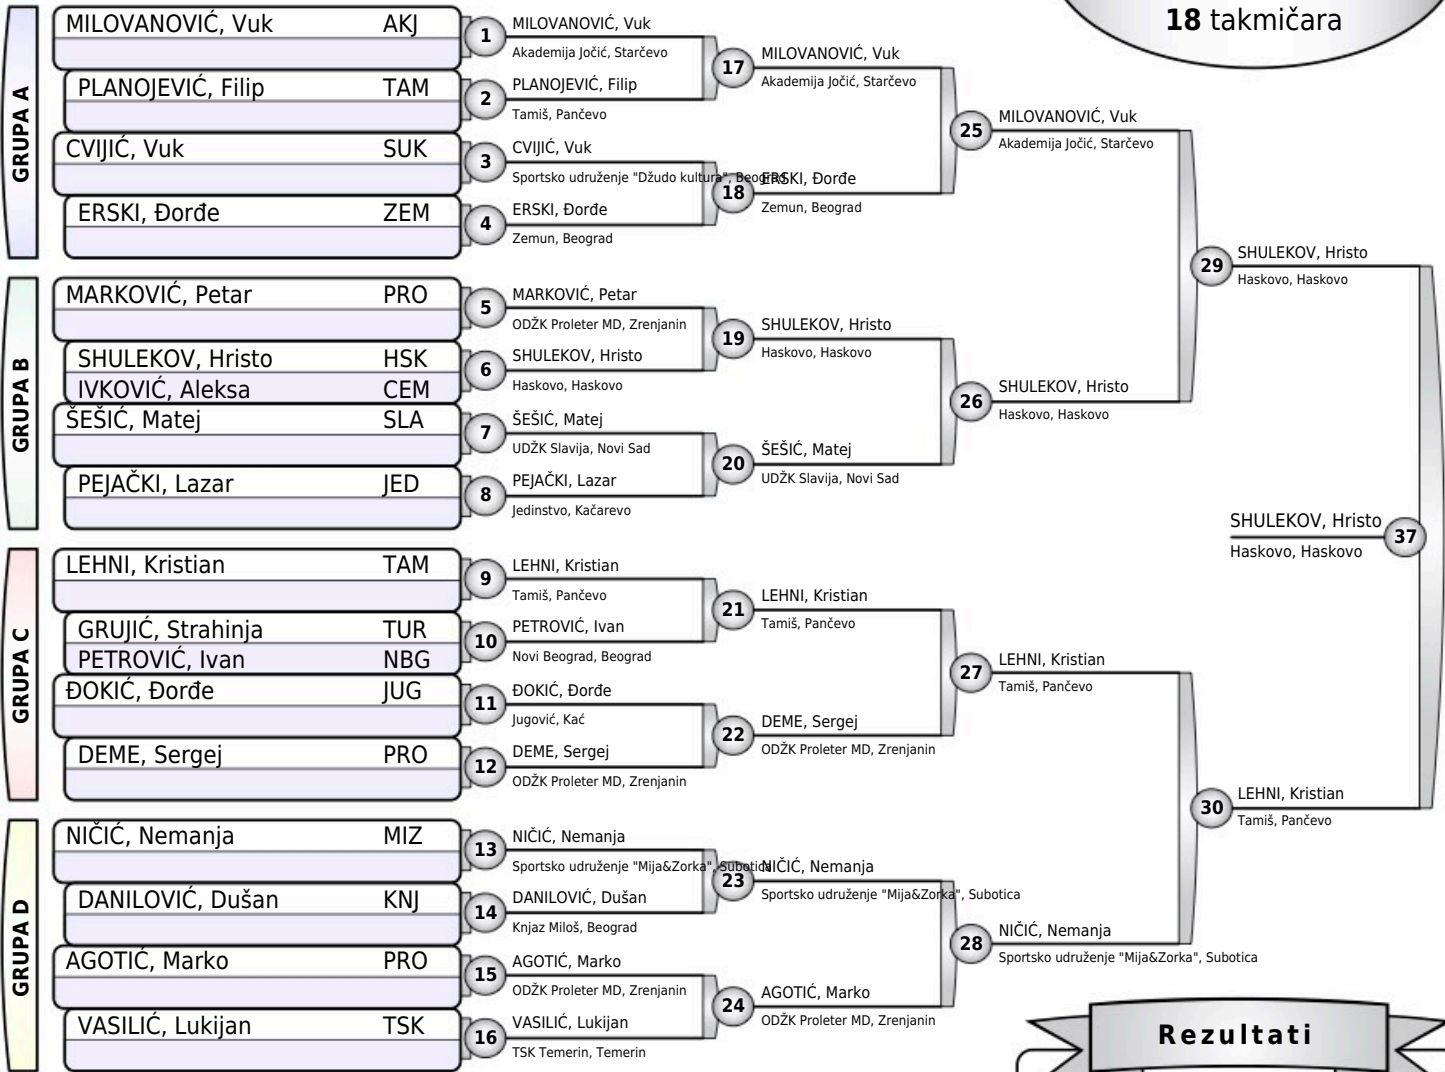 18 takmičara
GRUPA A
MILOVANOVIĆ, Vuk AKJ
PLANOJEVIĆ, Filip TAM
CVIJIĆ, Vuk SUK
ERSKI, Đorđe ZEM
GRUPA B
MARKOVIĆ, Petar PRO
SHULEKOV, Hristo HSK
IVKOVIĆ, Aleksa CEM
ŠEŠIĆ, Matej SLA
PEJAČKI, Lazar JED
GRUPA C
LEHNI, Kristian TAM
GRUJIĆ, Strahinja TUR
PETROVIĆ, Ivan NBG
ĐOKIĆ, Đorđe JUG
DEME, Sergej PRO
GRUPA D
NIČIĆ, Nemanja MIZ
DANILOVIĆ, Dušan KNJ
AGOTIĆ, Marko PRO
VASILIĆ, Lukijan TSK
1 MILOVANOVIĆ, Vuk
Akademija Jočić, Starčevo
2 PLANOJEVIĆ, Filip
Tamiš, Pančevo
3 CVIJIĆ, Vuk
Sportsko udruženje "Džudo kultura", Beograd
4 ERSKI, Đorđe
Zemun, Beograd
5 MARKOVIĆ, Petar
ODŽK Proleter MD, Zrenjanin
6 SHULEKOV, Hristo
Haskovo, Haskovo
7 ŠEŠIĆ, Matej
UDŽK Slavija, Novi Sad
8 PEJAČKI, Lazar
Jedinstvo, Kačarevo
9 LEHNI, Kristian
Tamiš, Pančevo
10 PETROVIĆ, Ivan
Novi Beograd, Beograd
11 ĐOKIĆ, Đorđe
Jugović, Kać
12 DEME, Sergej
ODŽK Proleter MD, Zrenjanin
13 NIČIĆ, Nemanja
Sportsko udruženje "Mija&Zorka", Subotica
14 DANILOVIĆ, Dušan
Knjaz Miloš, Beograd
15 AGOTIĆ, Marko
ODŽK Proleter MD, Zrenjanin
16 VASILIĆ, Lukijan
TSK Temerin, Temerin
17 MILOVANOVIĆ, Vuk
Akademija Jočić, Starčevo
18 ERSKI, Đorđe
Zemun, Beograd
19 SHULEKOV, Hristo
Haskovo, Haskovo
20 ŠEŠIĆ, Matej
UDŽK Slavija, Novi Sad
21 LEHNI, Kristian
Tamiš, Pančevo
22 DEME, Sergej
ODŽK Proleter MD, Zrenjanin
23 NIČIĆ, Nemanja
Sportsko udruženje "Mija&Zorka", Subotica
24 AGOTIĆ, Marko
ODŽK Proleter MD, Zrenjanin
25 MILOVANOVIĆ, Vuk
Akademija Jočić, Starčevo
26 SHULEKOV, Hristo
Haskovo, Haskovo
27 LEHNI, Kristian
Tamiš, Pančevo
28 NIČIĆ, Nemanja
Sportsko udruženje "Mija&Zorka", Subotica
29 SHULEKOV, Hristo
Haskovo, Haskovo
30 LEHNI, Kristian
Tamiš, Pančevo
SHULEKOV, Hristo 37
Haskovo, Haskovo
Rezultati